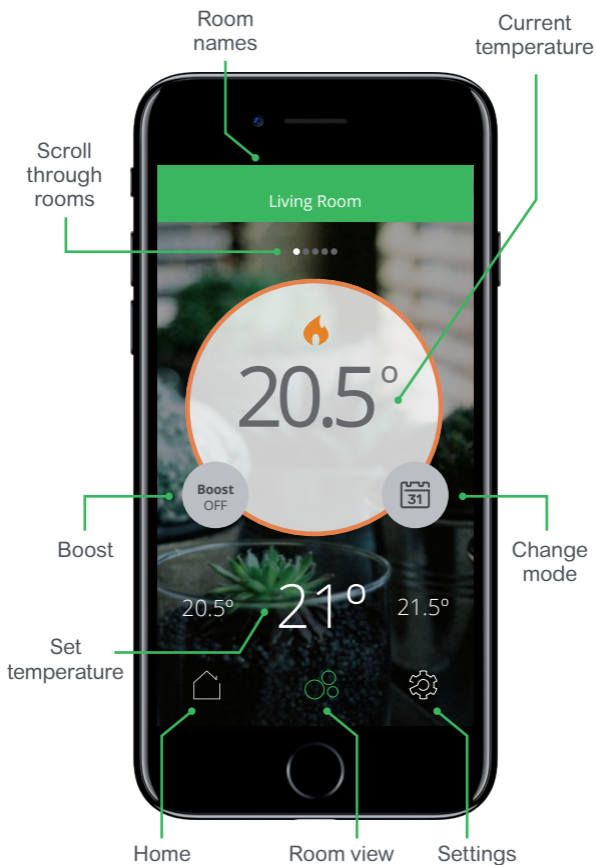 Room
names
Current
temperature
Scroll
through
rooms
Living Room
20.5°
Boost
OFF
31
Boost
Change
mode
20.5°
21°
21.5°
Set
temperature
Home
Room view
Settings